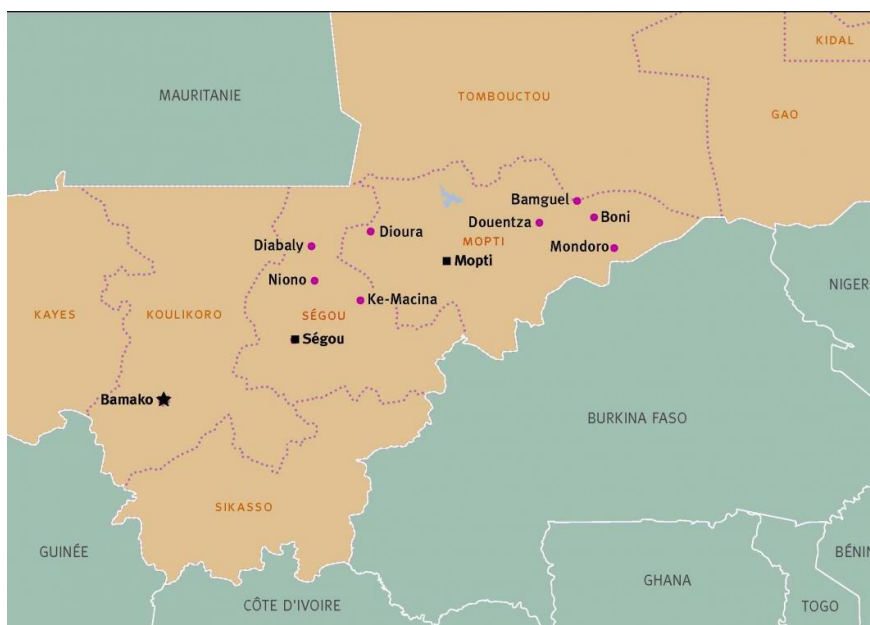 KIDAL
MAURITANIE
TOMBOUCTOU
GAO
Bamguel
Boni
Douentza
Dioura
Diabaly
MOPTI
Mondoro
Mopti
Niono
NIGER
Ke-Macina
KAYES
KOULIKORO
SÉGOU
Ségou
Bamako
BURKINA FASO
SIKASSO
GUINÉE
BÉNIN
GHANA
CÔTE D'IVOIRE
TOGO